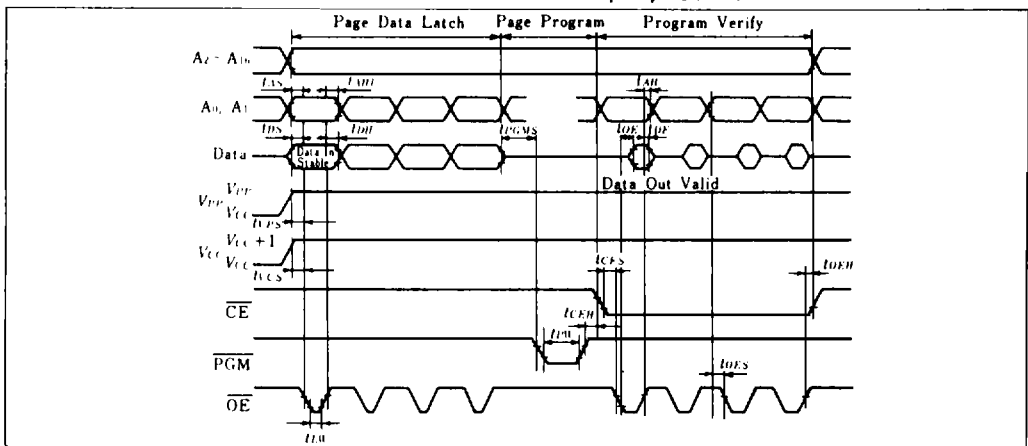 Page Data Latch Page Program Program Verify
A2 - A16
tAS tAHL tAH
A0, A1
tDS tDH tPGMS tOE tDF
Data Data In Stable
Data Out Valid
VPP VPP
VCC
tVPS
VCC VCC + 1
VCC
tVCS tCES tOEH
CE
tCEH tPW
PGM
tOES
OE
tLW